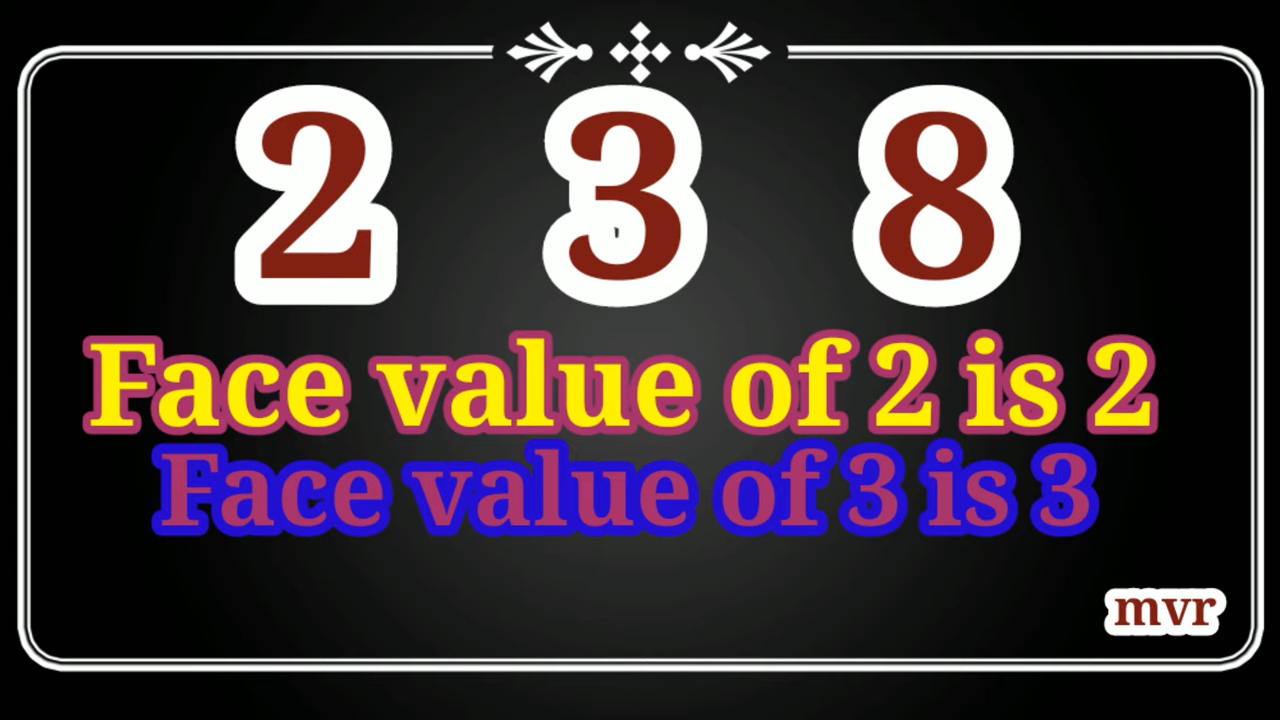 2 3 8
Face value of 2 is 2
Face value of 3 is 3
mvr